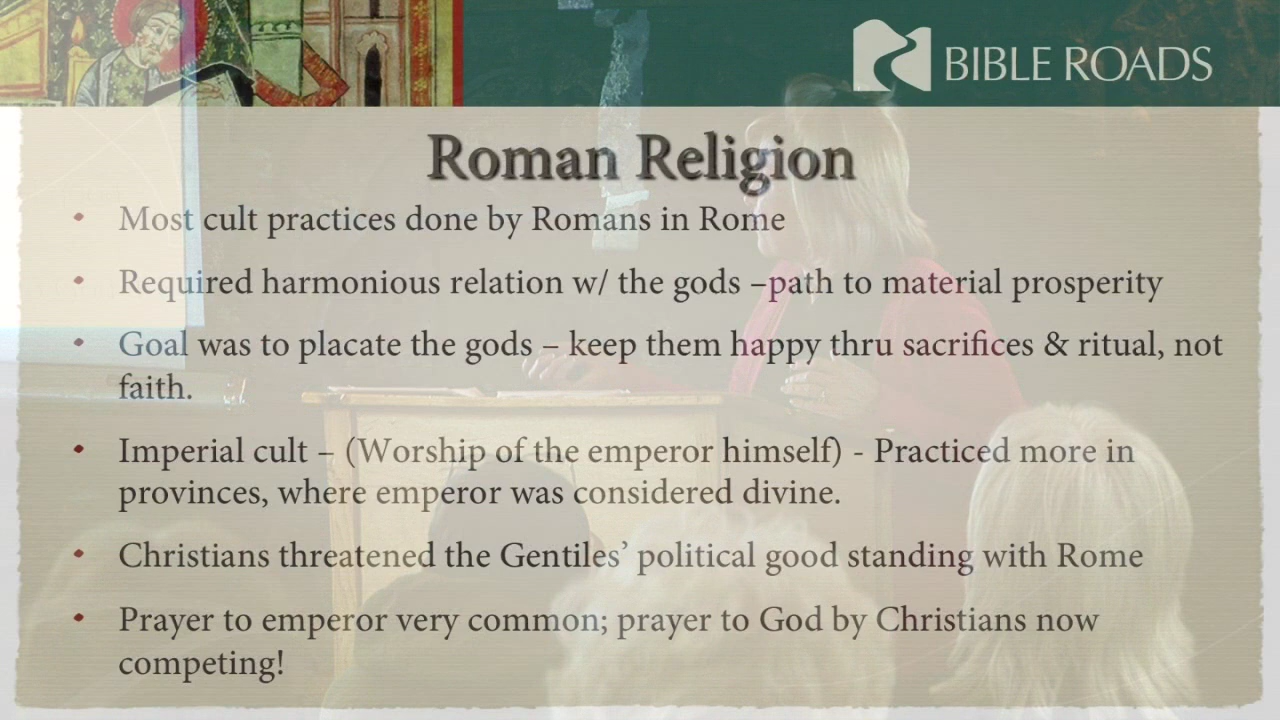 BIBLE ROADS
Roman Religion
• Most cult practices done by Romans in Rome
• Required harmonious relation w/ the gods –path to material prosperity
• Goal was to placate the gods – keep them happy thru sacrifices & ritual, not
faith.
• Imperial cult – (Worship of the emperor himself) - Practiced more in
provinces, where emperor was considered divine.
• Christians threatened the Gentiles’ political good standing with Rome
• Prayer to emperor very common; prayer to God by Christians now
competing!